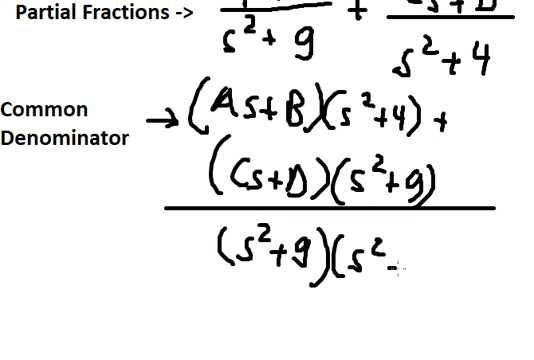 Partial Fractions ->
s²+9 + s²+4
Common
Denominator
→ (As+B)(s²+4) +
(Cs+D)(s²+9)
(s²+9)(s²-